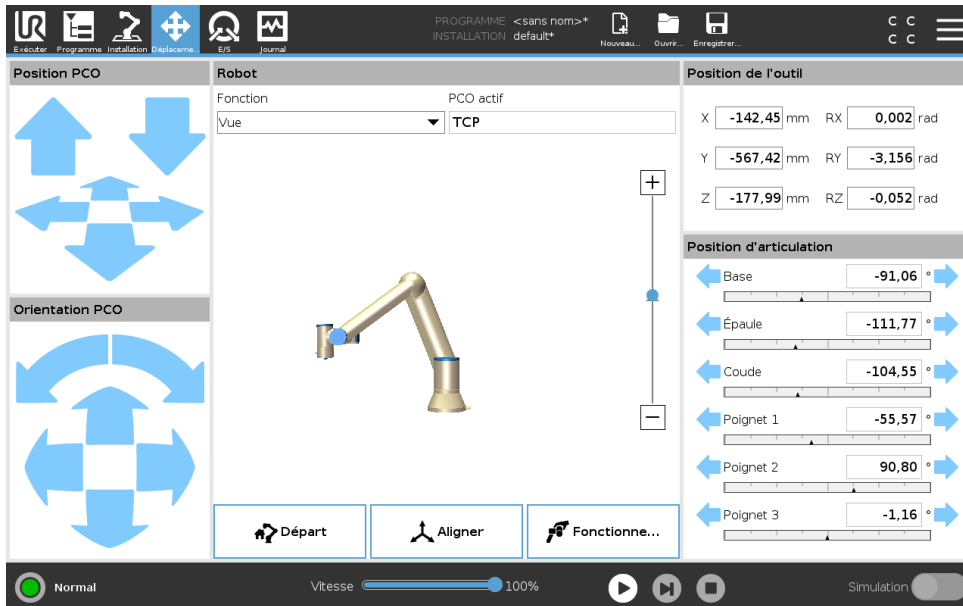 UR
PROGRAMME <sans nom>*
INSTALLATION default*
C C
C C
Exécuter Programme Installation Déplaceme... E/S Journal Nouveau... Ouvrir... Enregistrer...
Position PCO
Robot
Position de l'outil
Fonction PCO actif
Vue TCP
X -142,45 mm RX 0,002 rad
Y -567,42 mm RY -3,156 rad
Z -177,99 mm RZ -0,052 rad
+
−
Position d'articulation
Base -91,06 °
Épaule -111,77 °
Coude -104,55 °
Poignet 1 -55,57 °
Poignet 2 90,80 °
Poignet 3 -1,16 °
Orientation PCO
Départ Aligner Fonctionne...
Normal Vitesse 100% Simulation